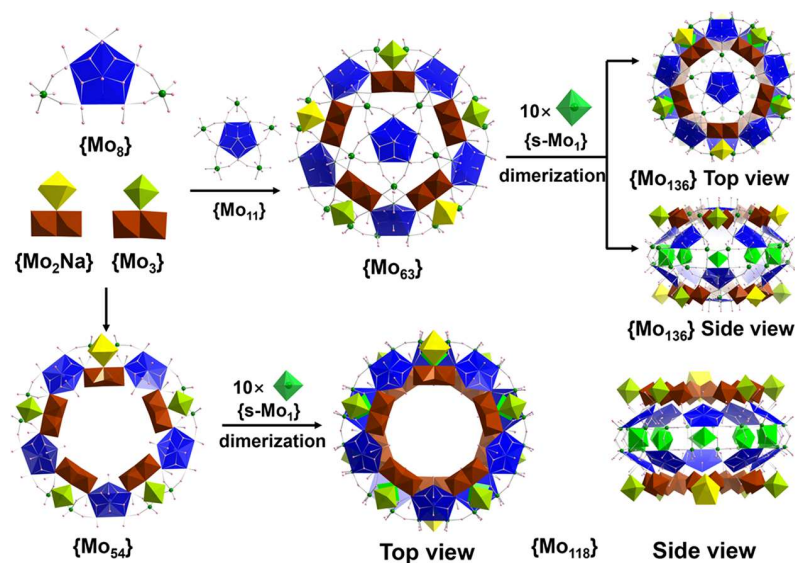 {Mo8}
{Mo2Na}
{Mo3}
{Mo11}
{Mo63}
10×
{s-Mo1}
dimerization
{Mo136} Top view
{Mo136} Side view
{Mo54}
10×
{s-Mo1}
dimerization
Top view
{Mo118}
Side view